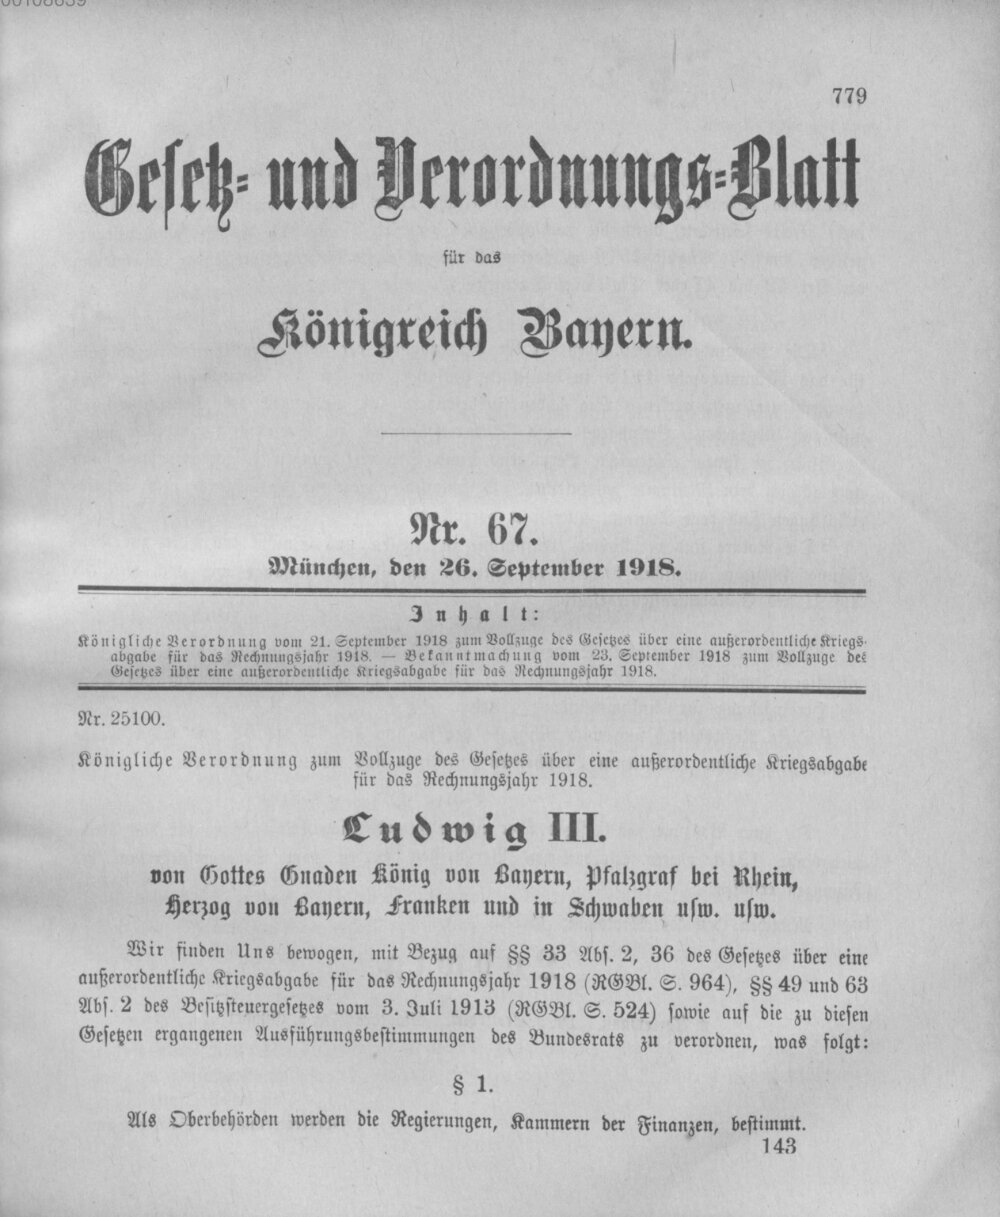 00108639
779
Gesetz- und Verordnungs-Blatt
für das
Königreich Bayern.
Nr. 67.
München, den 26. September 1918.
Inhalt:
Königliche Verordnung vom 21. September 1918 zum Vollzuge des Gesetzes über eine außerordentliche Kriegs-
abgabe für das Rechnungsjahr 1918. — Bekanntmachung vom 23. September 1918 zum Vollzuge des
Gesetzes über eine außerordentliche Kriegsabgabe für das Rechnungsjahr 1918.
Nr. 25100.
Königliche Verordnung zum Vollzuge des Gesetzes über eine außerordentliche Kriegsabgabe
für das Rechnungsjahr 1918.
Ludwig III.
von Gottes Gnaden König von Bayern, Pfalzgraf bei Rhein,
Herzog von Bayern, Franken und in Schwaben usw. usw.
Wir finden Uns bewogen, mit Bezug auf §§ 33 Abs. 2, 36 des Gesetzes über eine
außerordentliche Kriegsabgabe für das Rechnungsjahr 1918 (RGBl. S. 964), §§ 49 und 63
Abs. 2 des Besitzsteuergesetzes vom 3. Juli 1913 (RGBl. S. 524) sowie auf die zu diesen
Gesetzen ergangenen Ausführungsbestimmungen des Bundesrats zu verordnen, was folgt:
§ 1.
Als Oberbehörden werden die Regierungen, Kammern der Finanzen, bestimmt.
143